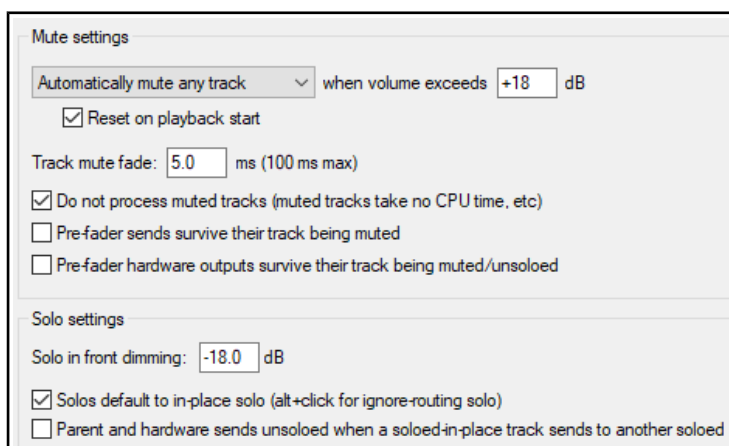 Mute settings
Automatically mute any track when volume exceeds +18 dB
Reset on playback start
Track mute fade: 5.0 ms (100 ms max)
Do not process muted tracks (muted tracks take no CPU time, etc)
Pre-fader sends survive their track being muted
Pre-fader hardware outputs survive their track being muted/unsoloed
Solo settings
Solo in front dimming: -18.0 dB
Solos default to in-place solo (alt+click for ignore-routing solo)
Parent and hardware sends unsoloed when a soloed-in-place track sends to another soloed